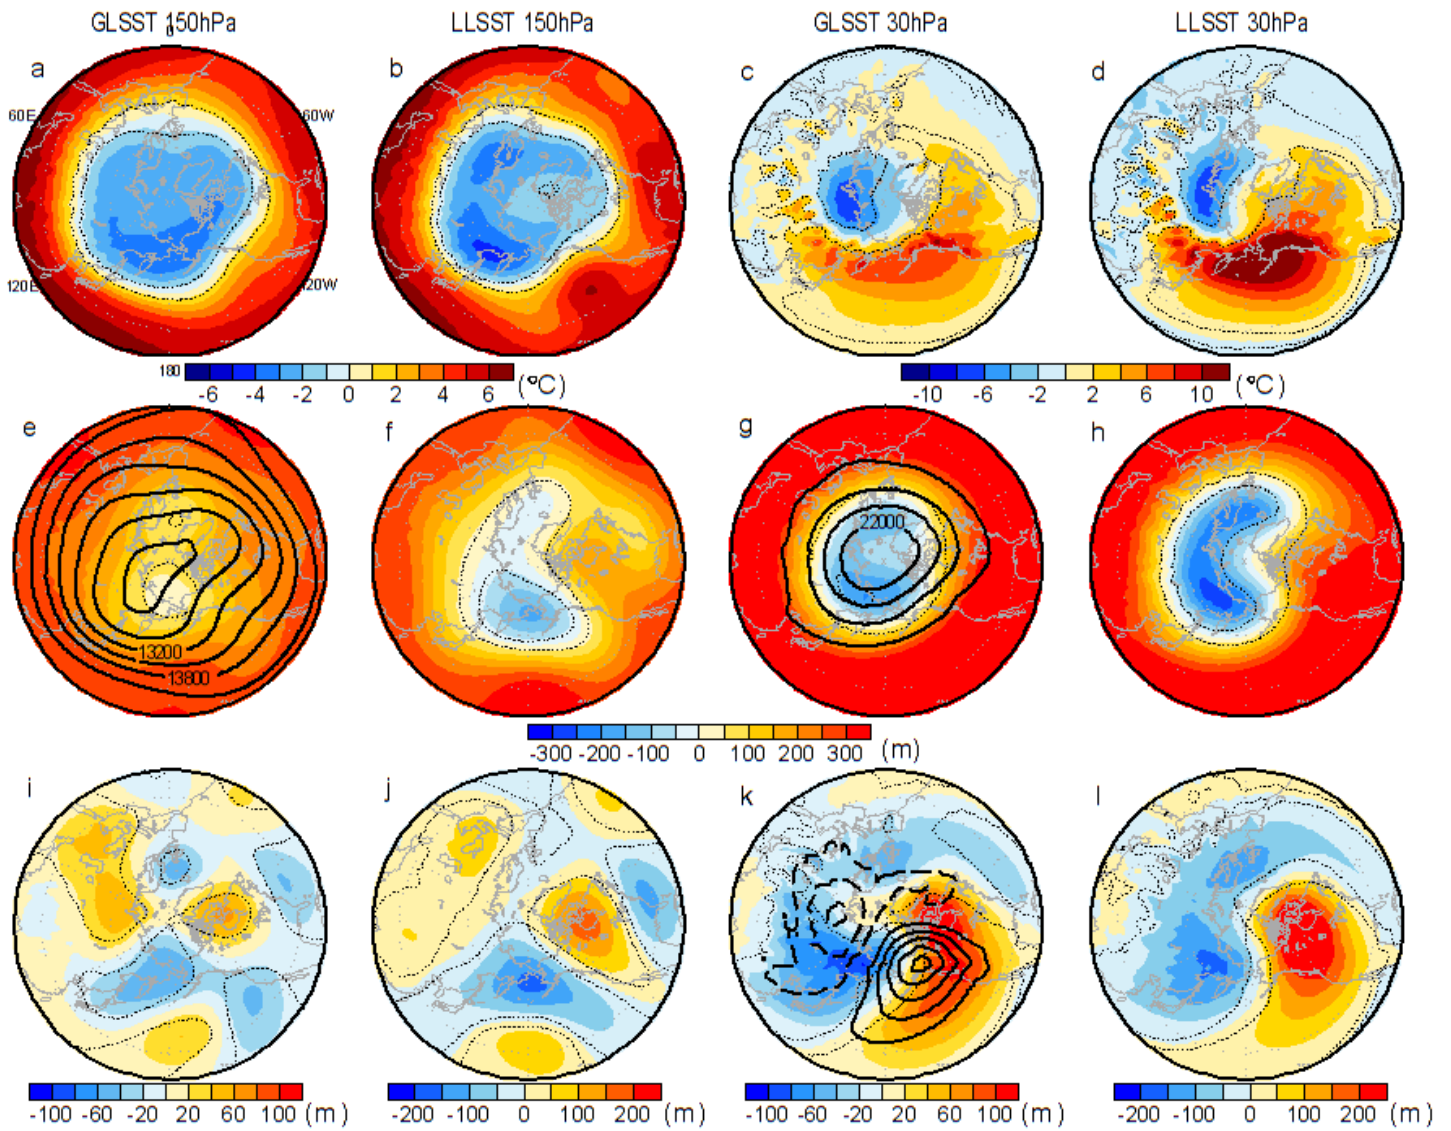 GLSST 150hPa LLSST 150hPa GLSST 30hPa LLSST 30hPa
0
a b c d
60E 60W
120E 120W
180
-6 -4 -2 0 2 4 6 (°C) -10 -6 -2 2 6 10 (°C)
e f g h
22000
13200
13800
-300 -200 -100 0 100 200 300 (m)
i j k l
-100 -60 -20 20 60 100 (m) -200 -100 0 100 200 (m) -100 -60 -20 20 60 100 (m) -200 -100 0 100 200 (m)